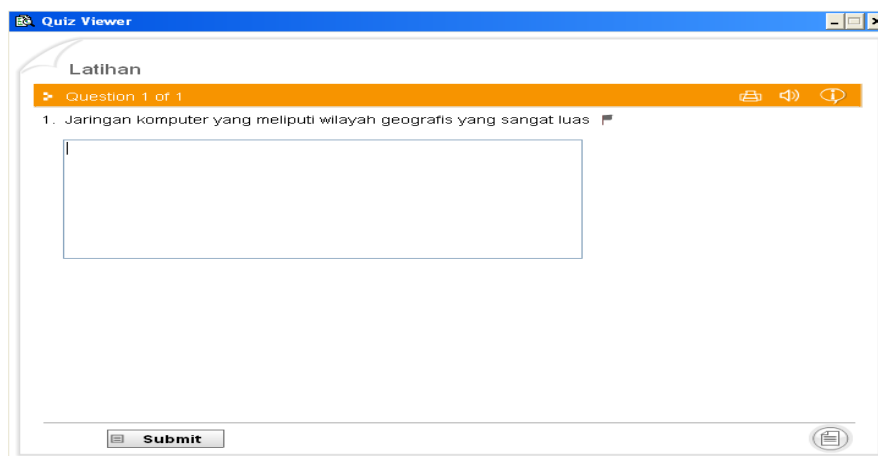 Quiz Viewer
Latihan
Question 1 of 1
1. Jaringan komputer yang meliputi wilayah geografis yang sangat luas
Submit